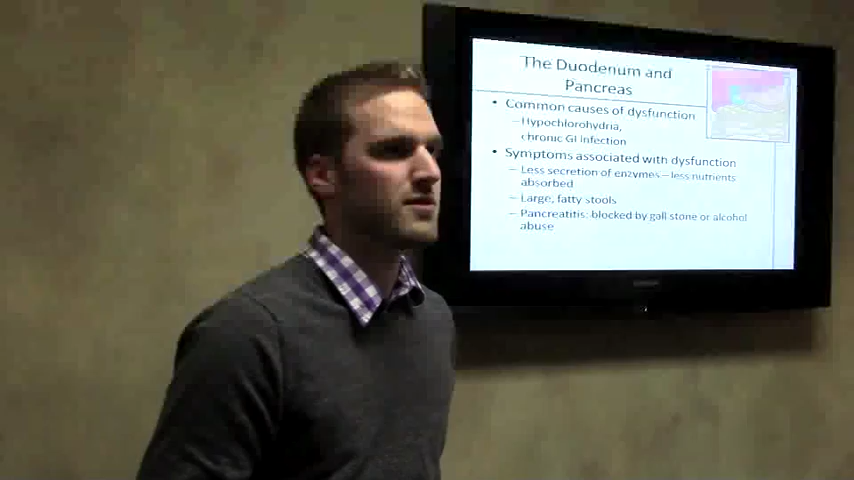 The Duodenum and
Pancreas
• Common causes of dysfunction
– Hypochlorohydria,
chronic GI infection
• Symptoms associated with dysfunction
– Less secretion of enzymes – less nutrients
absorbed
– Large, fatty stools
– Pancreatitis: blocked by gall stone or alcohol
abuse